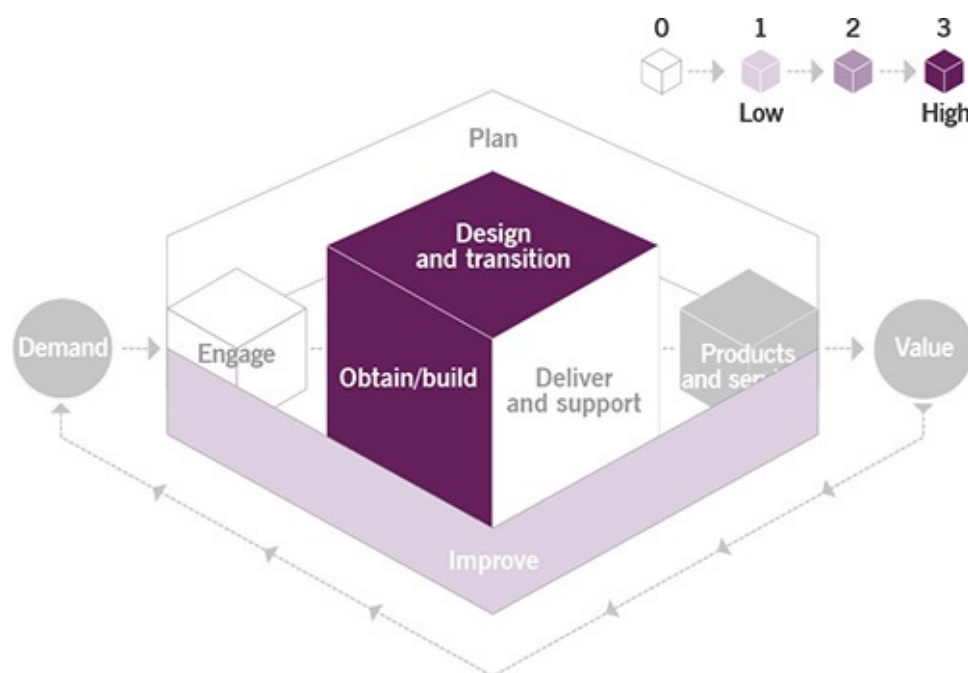 0 1 2 3
Low High
Plan
Design
and transition
Demand
Engage
Obtain/build
Deliver
and support
Products
and
Value
Improve